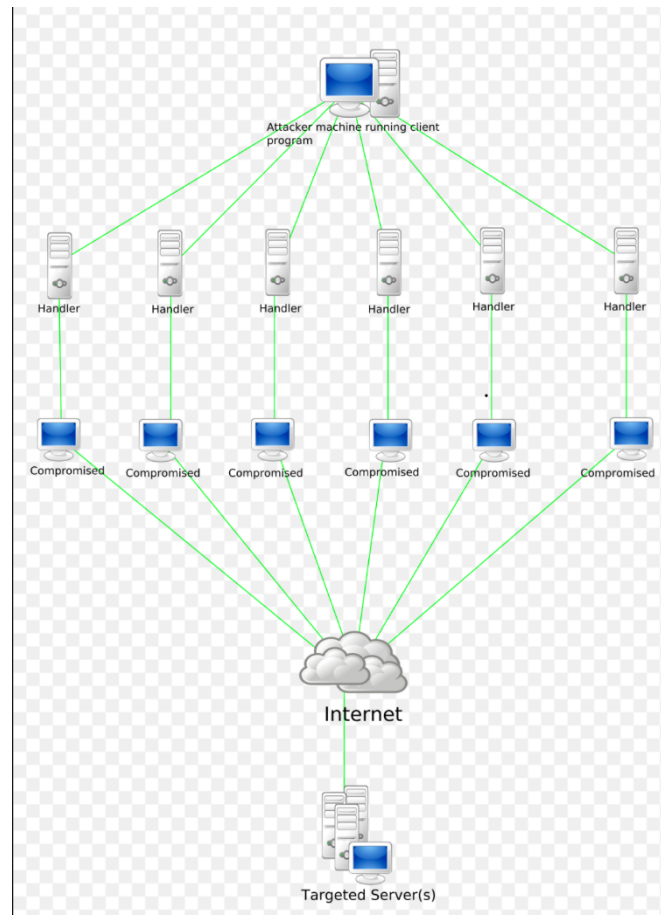 Attacker machine running client
program
Handler
Handler
Handler
Handler
Handler
Handler
Compromised
Compromised
Compromised
Compromised
Compromised
Compromised
Internet
Targeted Server(s)